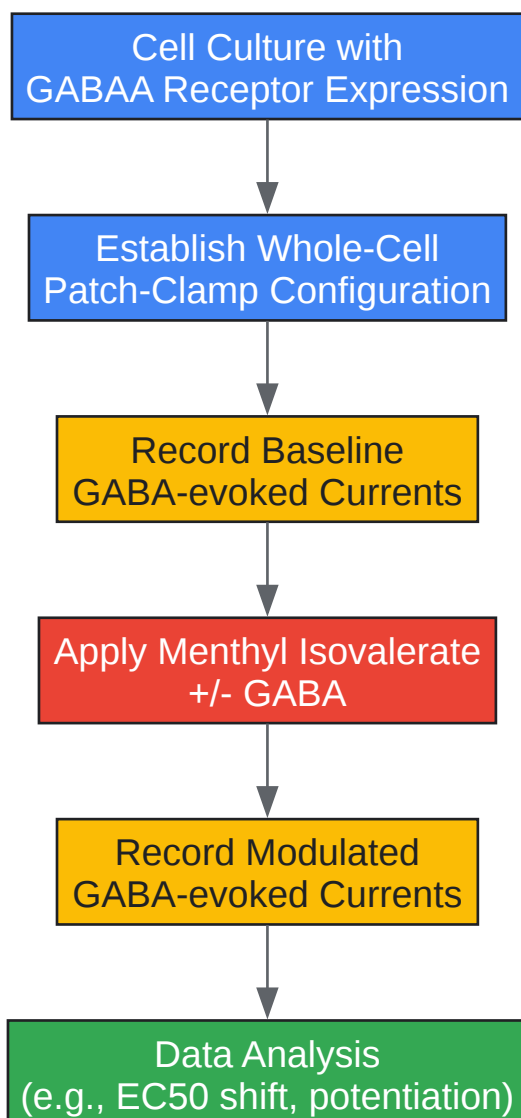 Cell Culture with
GABAA Receptor Expression
Establish Whole-Cell
Patch-Clamp Configuration
Record Baseline
GABA-evoked Currents
Apply Menthyl Isovalerate
+/- GABA
Record Modulated
GABA-evoked Currents
Data Analysis
(e.g., EC50 shift, potentiation)